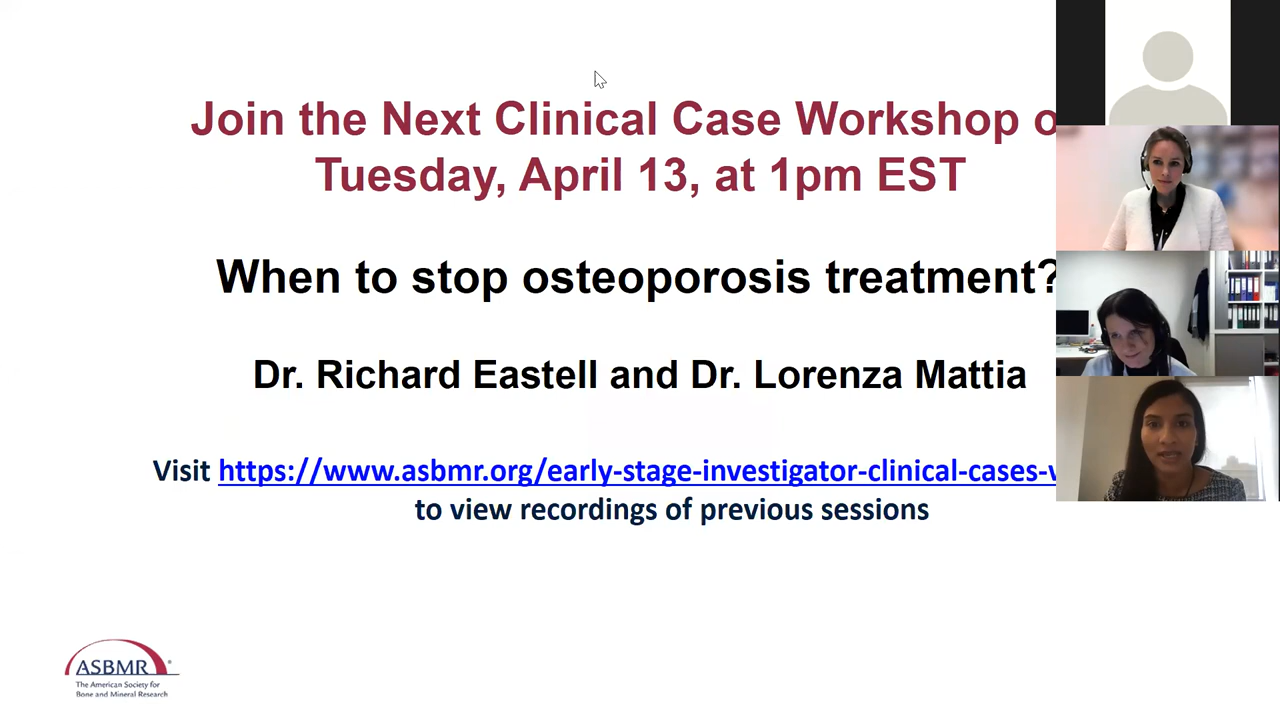 Join the Next Clinical Case Workshop
Tuesday, April 13, at 1pm EST
When to stop osteoporosis treatment?
Dr. Richard Eastell and Dr. Lorenza Mattia
Visit https://www.asbmr.org/early-stage-investigator-clinical-cases-
to view recordings of previous sessions
ASBMR
The American Society for
Bone and Mineral Research